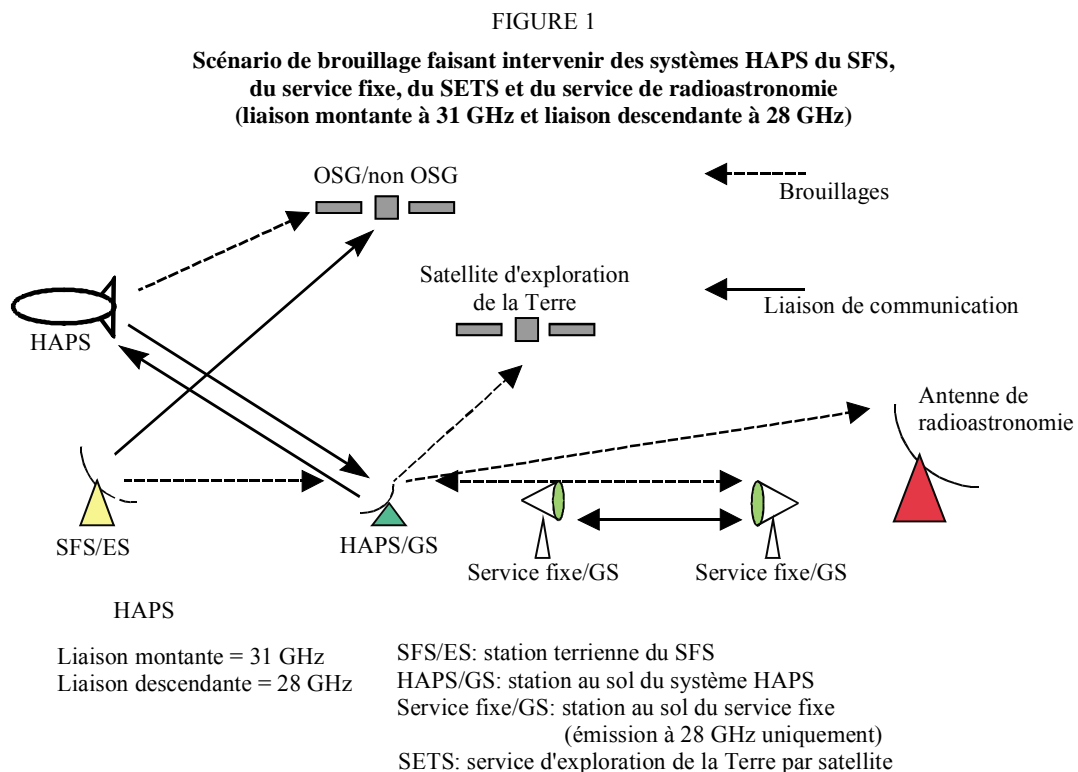 FIGURE 1
Scénario de brouillage faisant intervenir des systèmes HAPS du SFS,
du service fixe, du SETS et du service de radioastronomie
(liaison montante à 31 GHz et liaison descendante à 28 GHz)
OSG/non OSG
Brouillages
Satellite d'exploration
de la Terre
Liaison de communication
HAPS
Antenne de
radioastronomie
SFS/ES
HAPS/GS
Service fixe/GS
Service fixe/GS
HAPS
Liaison montante = 31 GHz
Liaison descendante = 28 GHz
SFS/ES: station terrienne du SFS
HAPS/GS: station au sol du système HAPS
Service fixe/GS: station au sol du service fixe
(émission à 28 GHz uniquement)
SETS: service d'exploration de la Terre par satellite